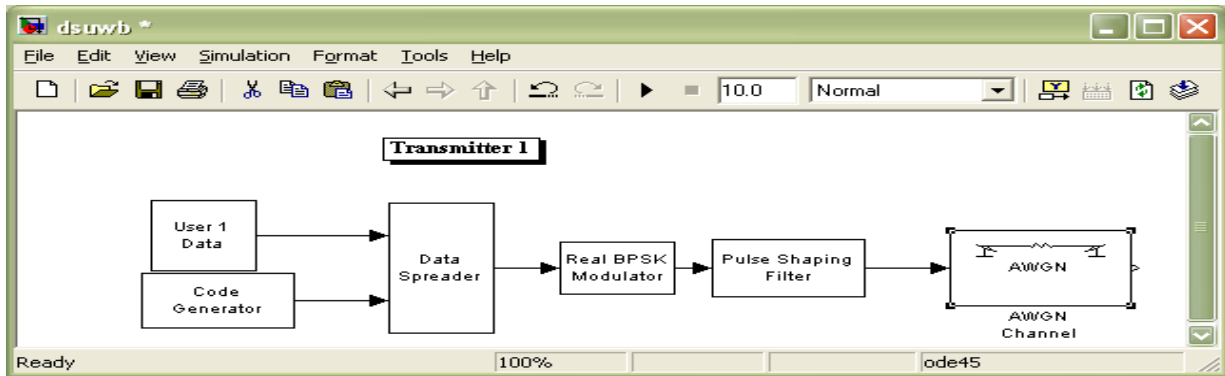 dsuwb *
File Edit View Simulation Format Tools Help
10.0 Normal
Transmitter 1
User 1
Data
Code
Generator
Data
Spreader
Real BPSK
Modulator
Pulse Shaping
Filter
AWGN
AWGN
Channel
Ready 100% ode45